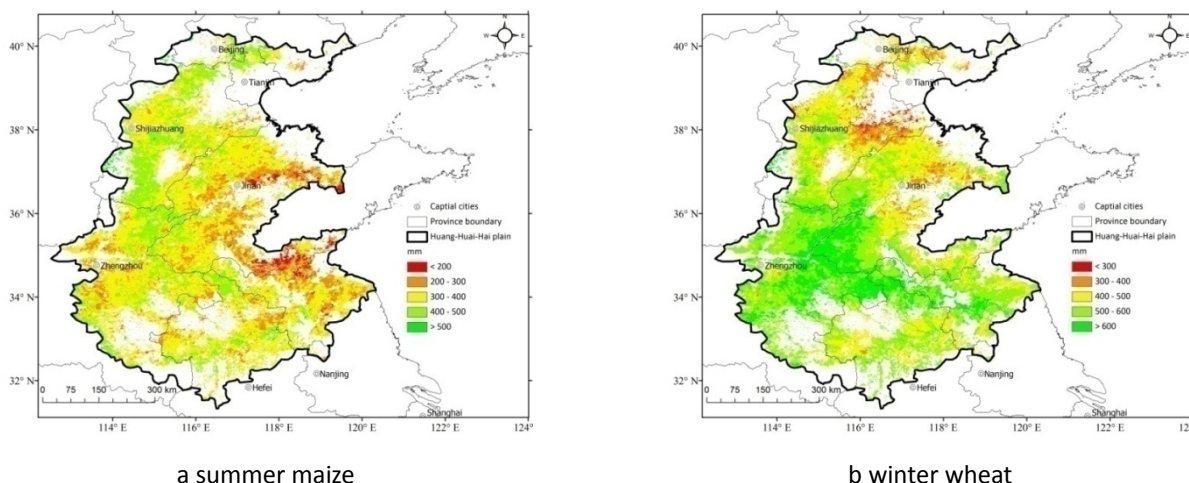 N
W E
S
40° N
38° N
36° N
34° N
32° N
Beijing
Tianjin
Shijiazhuang
Jinan
Zhengzhou
Hefei
Nanjing
Shanghai
Captial cities
Province boundary
Huang-Huai-Hai plain
mm
< 200
200 - 300
300 - 400
400 - 500
> 500
0 75 150 300 km
114° E 116° E 118° E 120° E 122° E 124° E
a summer maize
N
W E
S
40° N
38° N
36° N
34° N
32° N
Beijing
Tianjin
Shijiazhuang
Jinan
Zhengzhou
Hefei
Nanjing
Shanghai
Captial cities
Province boundary
Huang-Huai-Hai plain
mm
< 300
300 - 400
400 - 500
500 - 600
> 600
0 75 150 300 km
114° E 116° E 118° E 120° E 122° E 124° E
b winter wheat